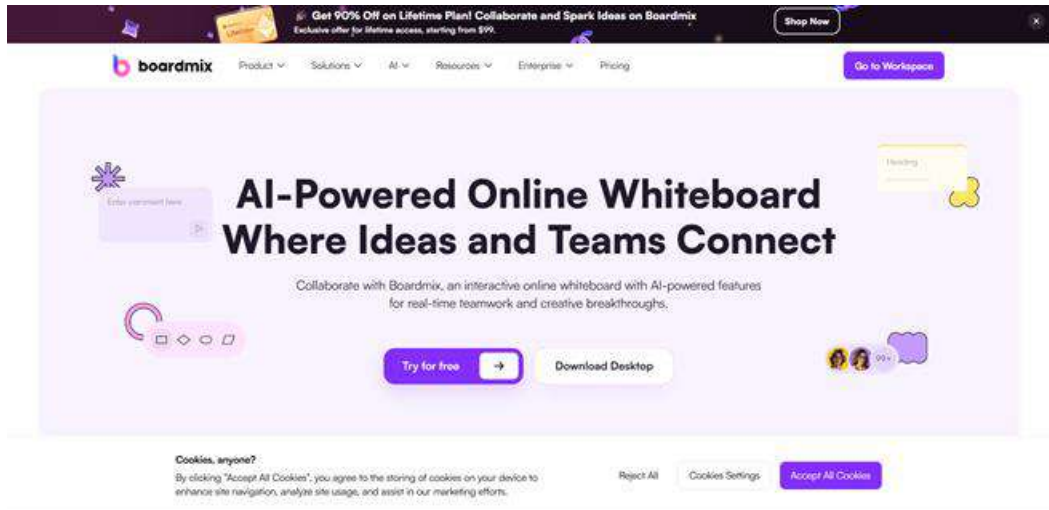 Get 90% Off on Lifetime Plan! Collaborate and Spark Ideas on Boardmix
Exclusive offer for lifetime access, starting from $99.
Shop Now
boardmix
Product
Solutions
AI
Resources
Enterprise
Pricing
Go to Workspace
Heading
Enter comment here
AI-Powered Online Whiteboard
Where Ideas and Teams Connect
Collaborate with Boardmix, an interactive online whiteboard with AI-powered features
for real-time teamwork and creative breakthroughs.
Try for free
Download Desktop
99+
Cookies, anyone?
By clicking "Accept All Cookies", you agree to the storing of cookies on your device to
enhance site navigation, analyze site usage, and assist in our marketing efforts.
Reject All
Cookies Settings
Accept All Cookies